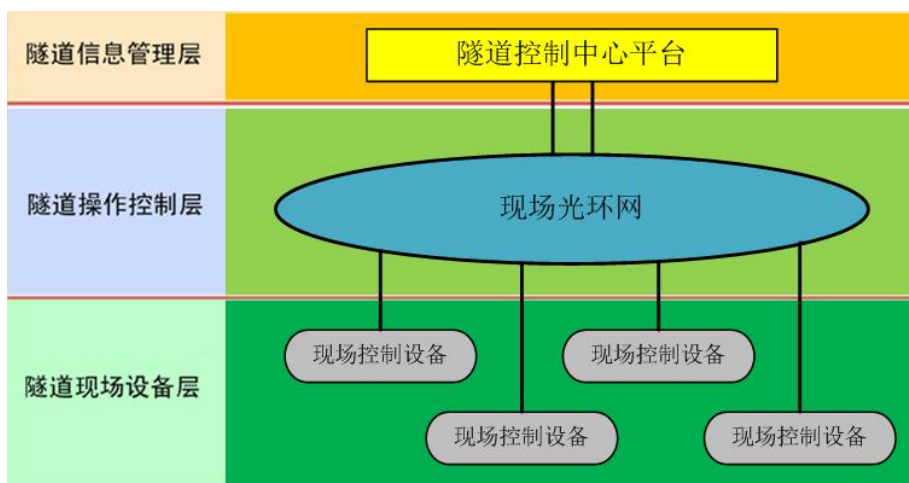 隧道信息管理层
隧道控制中心平台
隧道操作控制层
现场光环网
隧道现场设备层
现场控制设备
现场控制设备
现场控制设备
现场控制设备